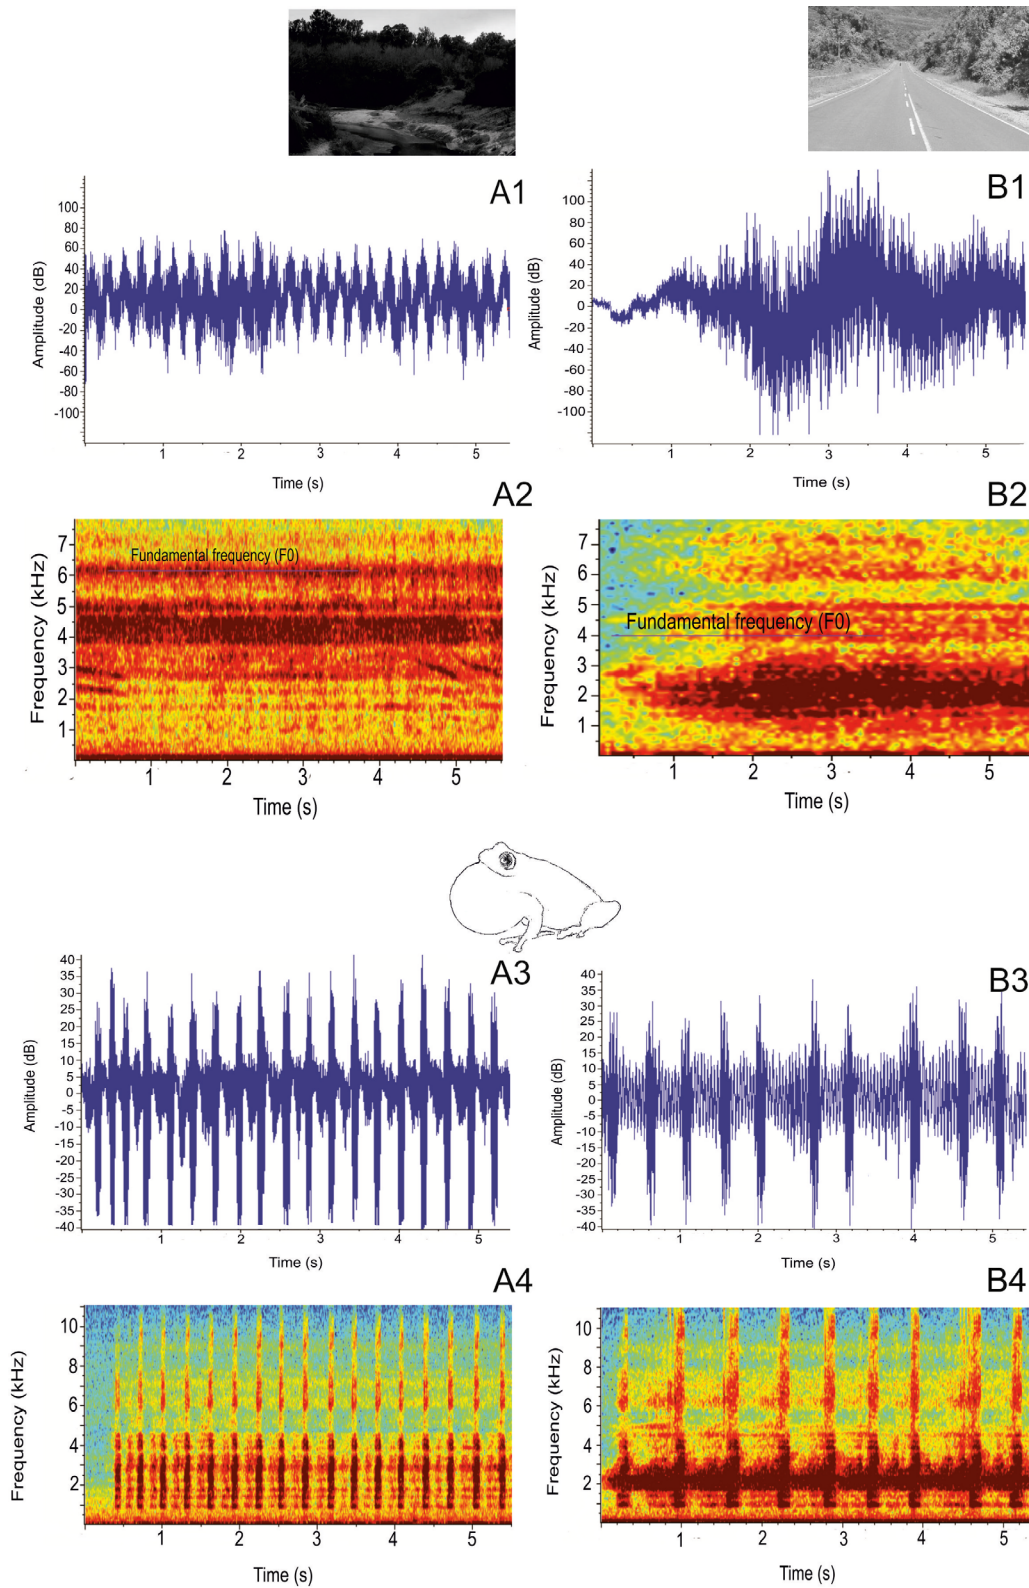 A1
100
80
60
40
20
0
-20
-40
-60
-80
-100
Amplitude (dB)
1 2 3 4 5
Time (s)
B1
100
80
60
40
20
0
-20
-40
-60
-80
-100
Amplitude (dB)
1 2 3 4 5
Time (s)
A2
7
6
5
4
3
2
1
Frequency (kHz)
Fundamental frequency (F0)
1 2 3 4 5
Time (s)
B2
7
6
5
4
3
2
1
Frequency (kHz)
Fundamental frequency (F0)
1 2 3 4 5
Time (s)
A3
40
35
30
25
20
15
10
5
0
-5
-10
-15
-20
-25
-30
-35
-40
Amplitude (dB)
1 2 3 4 5
Time (s)
B3
40
35
30
25
20
15
10
5
0
-5
-10
-15
-20
-25
-30
-35
-40
Amplitude (dB)
1 2 3 4 5
Time (s)
A4
10
8
6
4
2
Frequency (kHz)
1 2 3 4 5
Time (s)
B4
10
8
6
4
2
Frequency (kHz)
1 2 3 4 5
Time (s)